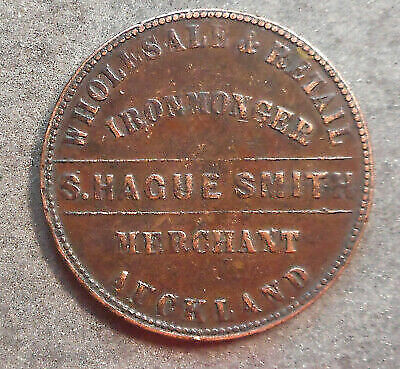 WHOLESALE & RETAIL
IRONMONGER
S.HAGUE SMITH
MERCHANT
AUCKLAND